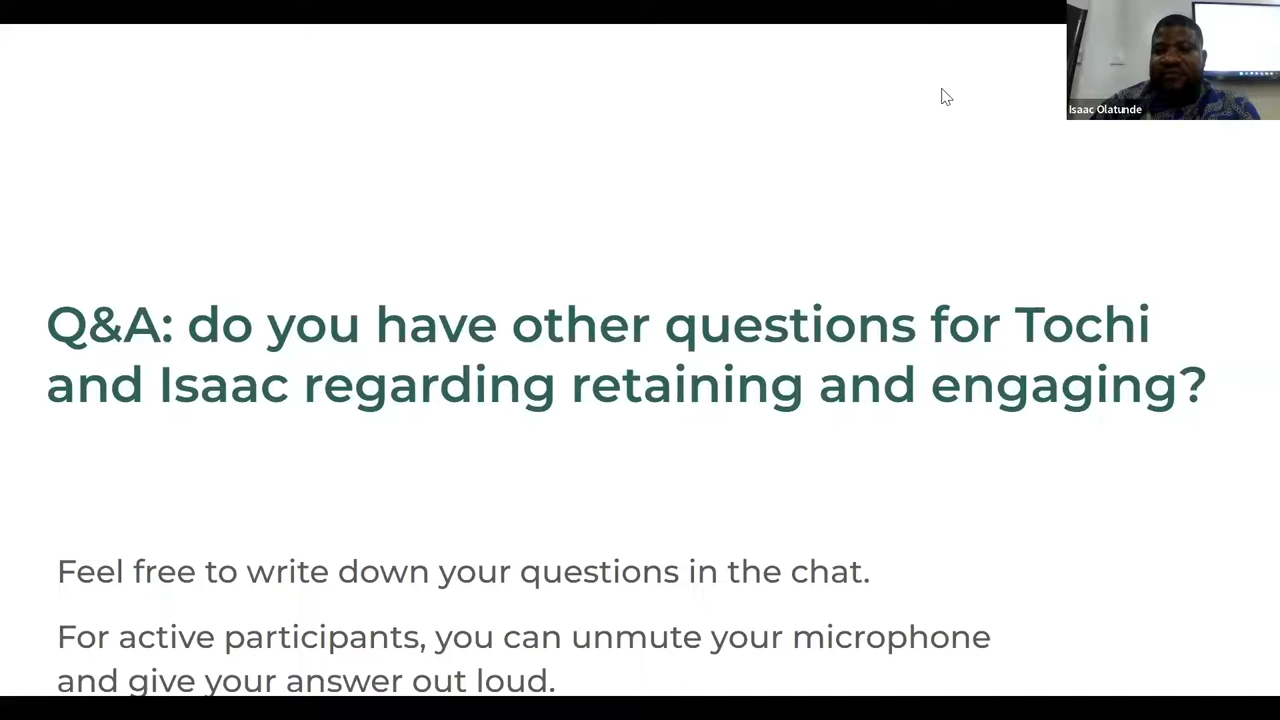 Isaac Olatunde
Q&A: do you have other questions for Tochi
and Isaac regarding retaining and engaging?
Feel free to write down your questions in the chat.
For active participants, you can unmute your microphone
and give your answer out loud.